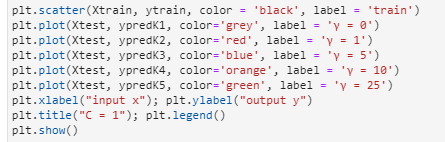 plt.scatter(Xtrain, ytrain, color = 'black', label = 'train')
plt.plot(Xtest, ypredK1, color='grey', label = 'γ = 0')
plt.plot(Xtest, ypredK2, color='red', label = 'γ = 1')
plt.plot(Xtest, ypredK3, color='blue', label = 'γ = 5')
plt.plot(Xtest, ypredK4, color='orange', label = 'γ = 10')
plt.plot(Xtest, ypredK5, color='green', label = 'γ = 25')
plt.xlabel("input x"); plt.ylabel("output y")
plt.title("C = 1"); plt.legend()
plt.show()